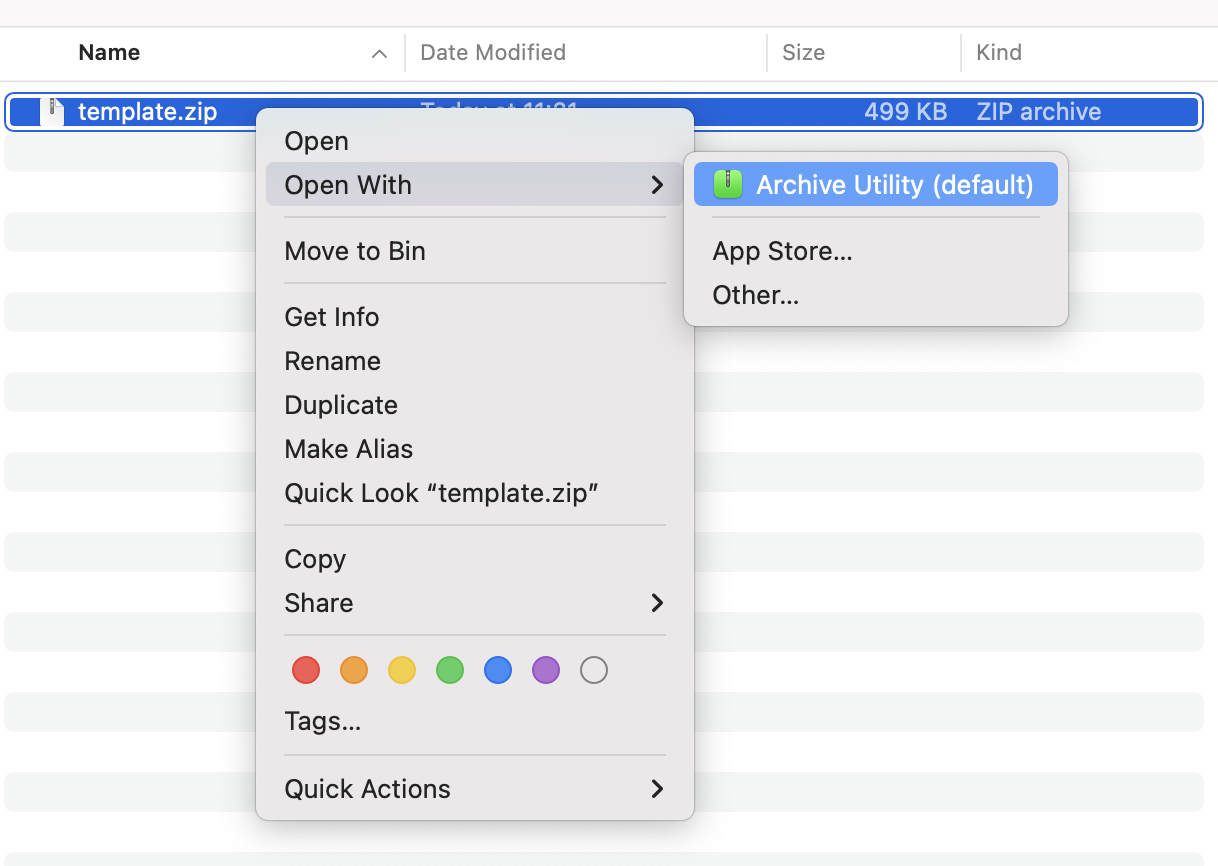 Name
Date Modified
Size
Kind
template.zip
499 KB
ZIP archive
Open
Open With
Archive Utility (default)
App Store...
Other...
Move to Bin
Get Info
Rename
Duplicate
Make Alias
Quick Look “template.zip”
Copy
Share
Tags...
Quick Actions